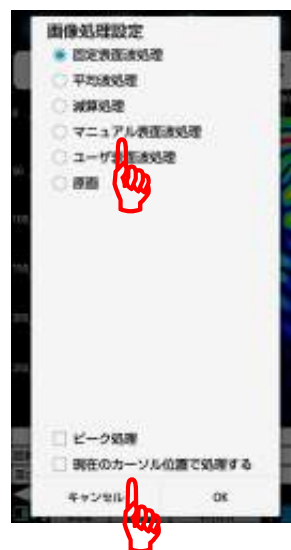 画像処理設定
固定表面波処理
平均波処理
減算処理
マニュアル表面波処理
ユーザ表面波処理
原画
ピーク処理
現在のカーソル位置で処理する
キャンセル
OK